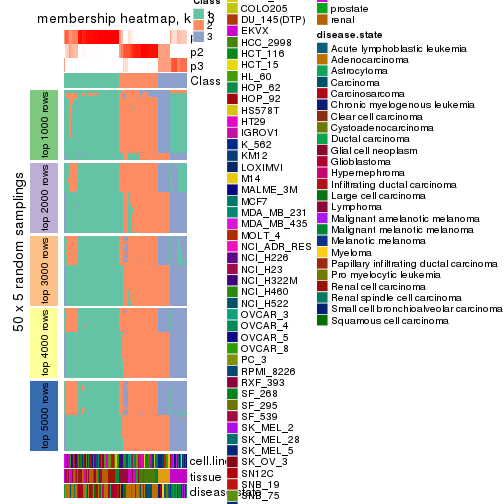 membership heatmap, k
p2
p3
Class
Class
1
2
3
50 x 5 random samplings
top 1000 rows
top 2000 rows
top 3000 rows
top 4000 rows
top 5000 rows
cell.line
tissue
disease.state
COLO205
DU_145(DTP)
EKVX
HCC_2998
HCT_116
HCT_15
HL_60
HOP_62
HOP_92
HS578T
HT29
IGROV1
K_562
KM12
LOXIMVI
M14
MALME_3M
MCF7
MDA_MB_231
MDA_MB_435
MOLT_4
NCI_ADR_RES
NCI_H226
NCI_H23
NCI_H322M
NCI_H460
NCI_H522
OVCAR_3
OVCAR_4
OVCAR_5
OVCAR_8
PC_3
RPMI_8226
RXF_393
SF_268
SF_295
SF_539
SK_MEL_2
SK_MEL_28
SK_MEL_5
SK_OV_3
SN12C
SNB_19
SNB_75
prostate
renal
disease.state
Acute lymphoblastic leukemia
Adenocarcinoma
Astrocytoma
Carcinoma
Carcinosarcoma
Chronic myelogenous leukemia
Clear cell carcinoma
Cystoadenocarcinoma
Ductal carcinoma
Glial cell neoplasm
Glioblastoma
Hypernephroma
Infiltrating ductal carcinoma
Large cell carcinoma
Lymphoma
Malignant amelanotic melanoma
Malignant melanotic melanoma
Melanotic melanoma
Myeloma
Papillary infiltrating ductal carcinoma
Pro myelocytic leukemia
Renal cell carcinoma
Renal spindle cell carcinoma
Small cell bronchioalveolar carcinoma
Squamous cell carcinoma